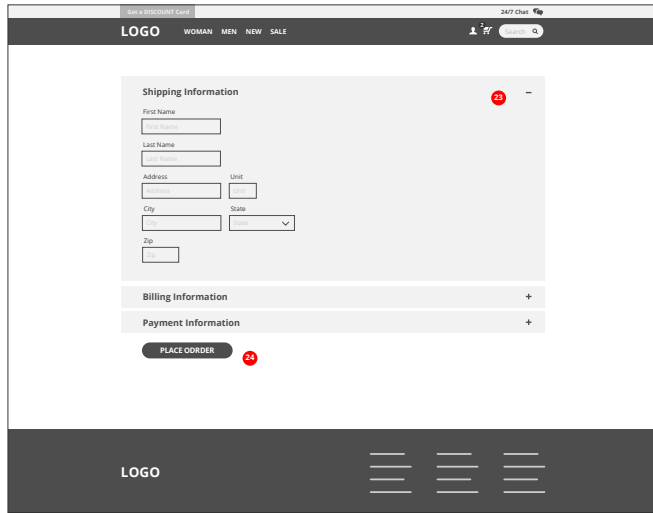 Get a DISCOUNT Card 24/7 Chat
LOGO WOMAN MEN NEW SALE 2 Search
Shipping Information 23 −
First Name
First Name
Last Name
Last Name
Address Unit
Address Unit
City State
City State
Zip
Zip
Billing Information +
Payment Information +
PLACE ODRDER 24
LOGO